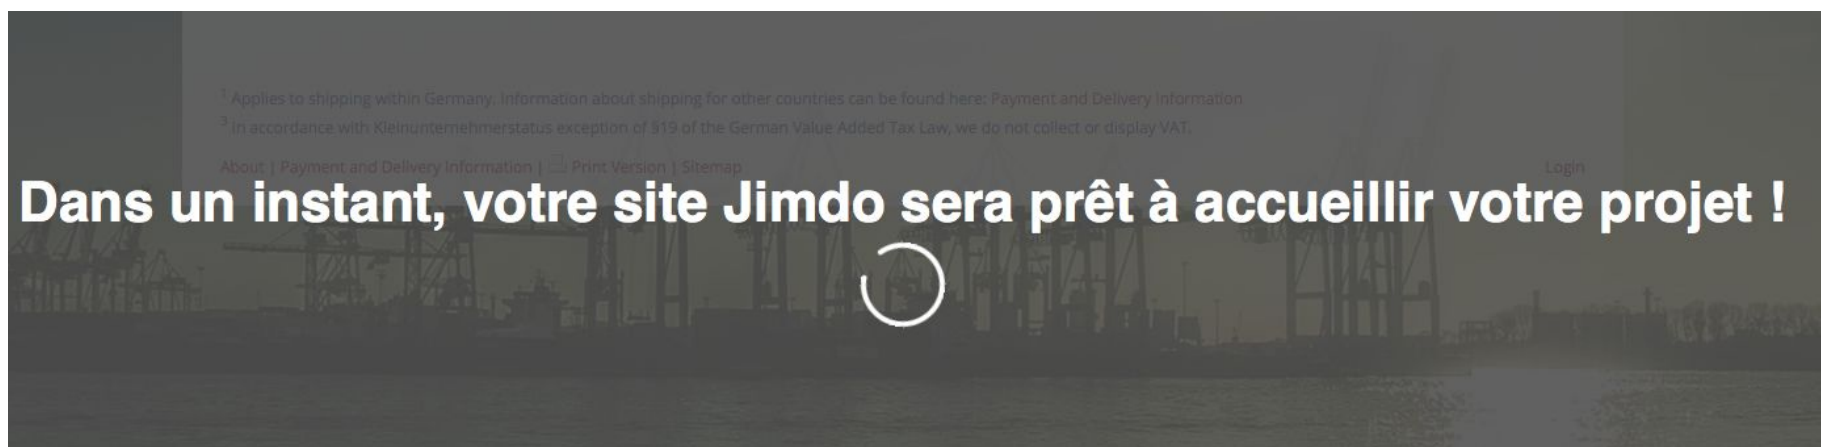 ¹ Applies to shipping within Germany. Information about shipping for other countries can be found here: Payment and Delivery Information
³ In accordance with Kleinunternehmerstatus exception of §19 of the German Value Added Tax Law, we do not collect or display VAT.
About | Payment and Delivery Information | Print Version | Sitemap Login
Dans un instant, votre site Jimdo sera prêt à accueillir votre projet !